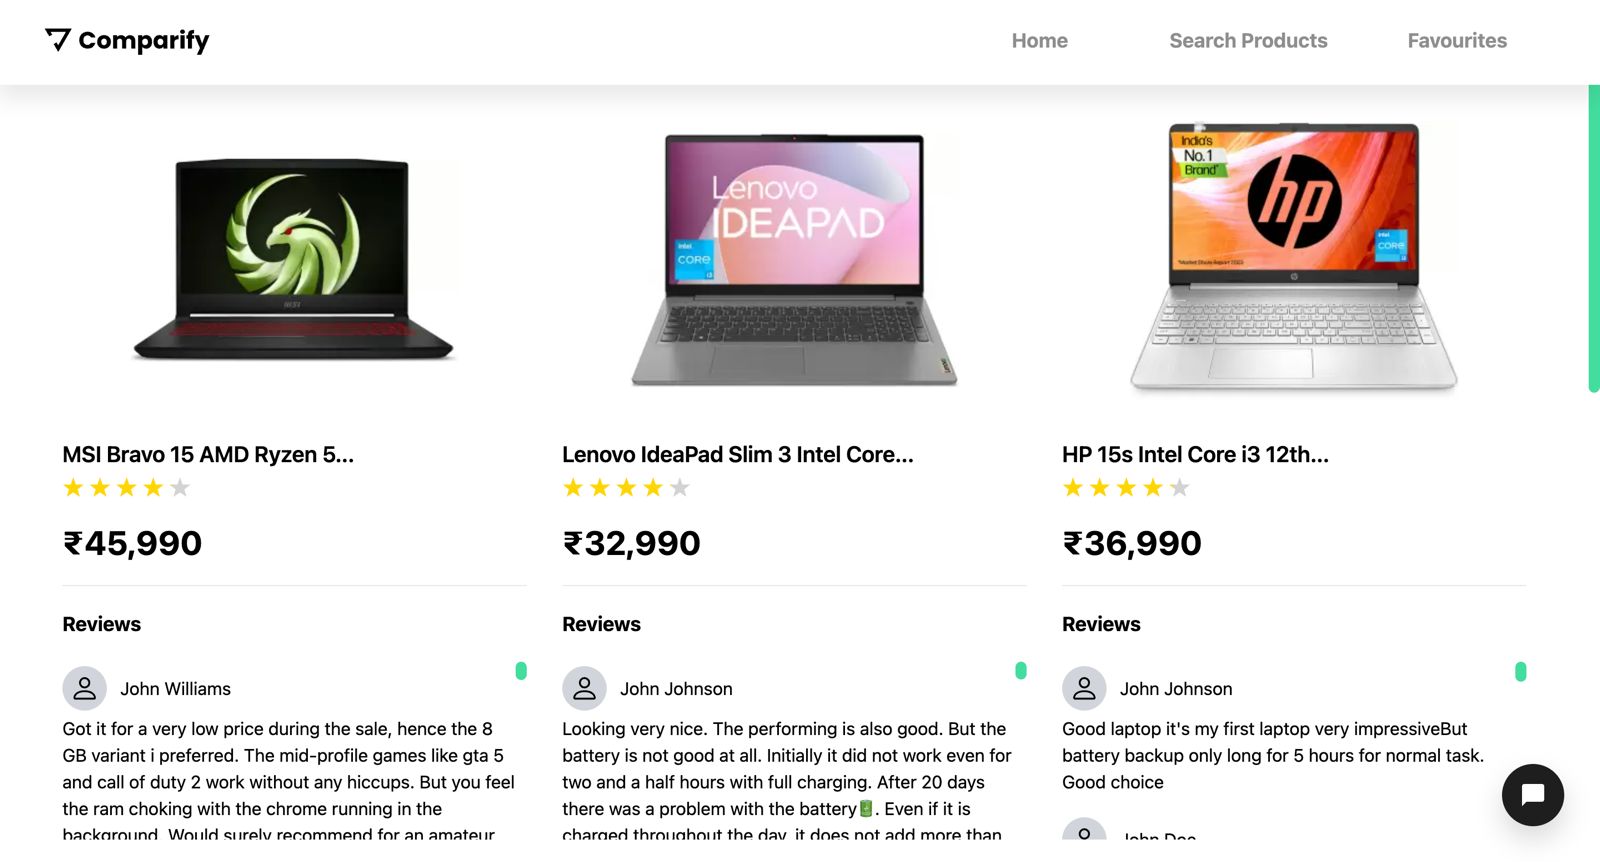 Comparify
Home
Search Products
Favourites
msi
Lenovo
IDEAPAD
intel
CORE
i3
Lenovo
India's
No.1
Brand*
hp
intel
CORE
i3
*Market Share Report 2023
hp
MSI Bravo 15 AMD Ryzen 5...
₹45,990
Reviews
John Williams
Got it for a very low price during the sale, hence the 8
GB variant i preferred. The mid-profile games like gta 5
and call of duty 2 work without any hiccups. But you feel
the ram choking with the chrome running in the
background. Would surely recommend for an amateur
Lenovo IdeaPad Slim 3 Intel Core...
₹32,990
Reviews
John Johnson
Looking very nice. The performing is also good. But the
battery is not good at all. Initially it did not work even for
two and a half hours with full charging. After 20 days
there was a problem with the battery🔋. Even if it is
charged throughout the day, it does not add more than
HP 15s Intel Core i3 12th...
₹36,990
Reviews
John Johnson
Good laptop it's my first laptop very impressiveBut
battery backup only long for 5 hours for normal task.
Good choice
John Doe